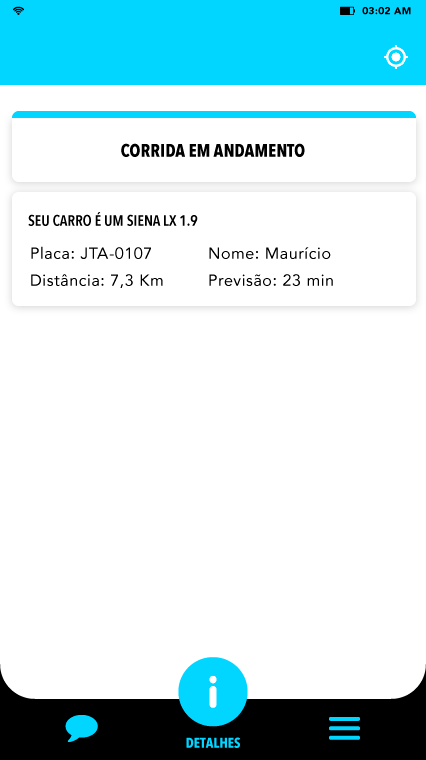 03:02 AM
CORRIDA EM ANDAMENTO
SEU CARRO É UM SIENA LX 1.9
Placa: JTA-0107 Nome: Maurício
Distância: 7,3 Km Previsão: 23 min
DETALHES